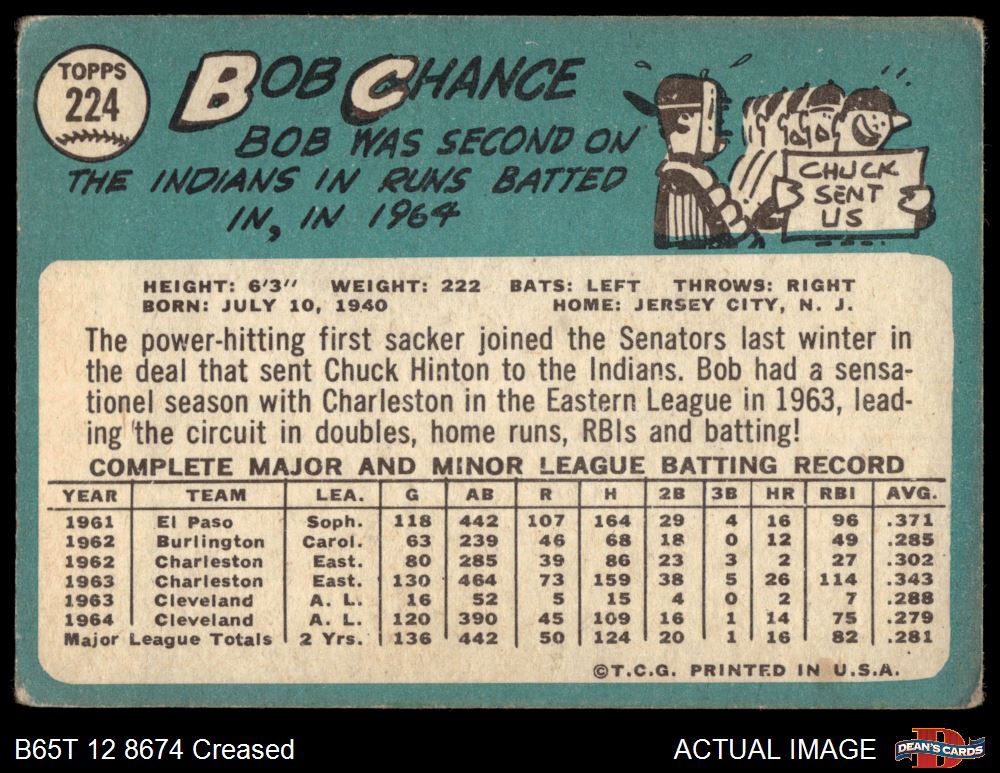 TOPPS
224
BOB CHANCE
BOB WAS SECOND ON
THE INDIANS IN RUNS BATTED
IN, IN 1964
CHUCK
SENT
US
HEIGHT: 6'3" WEIGHT: 222 BATS: LEFT THROWS: RIGHT
BORN: JULY 10, 1940 HOME: JERSEY CITY, N. J.
The power-hitting first sacker joined the Senators last winter in
the deal that sent Chuck Hinton to the Indians. Bob had a sensa-
tionel season with Charleston in the Eastern League in 1963, lead-
ing the circuit in doubles, home runs, RBIs and batting!
COMPLETE MAJOR AND MINOR LEAGUE BATTING RECORD
YEAR TEAM LEA. G AB R H 2B 3B HR RBI AVG.
1961 El Paso Soph. 118 442 107 164 29 4 16 96 .371
1962 Burlington Carol. 63 239 46 68 18 0 12 49 .285
1962 Charleston East. 80 285 39 86 23 3 2 27 .302
1963 Charleston East. 130 464 73 159 38 5 26 114 .343
1963 Cleveland A. L. 16 52 5 15 4 0 2 7 .288
1964 Cleveland A. L. 120 390 45 109 16 1 14 75 .279
Major League Totals 2 Yrs. 136 442 50 124 20 1 16 82 .281
©T.C.G. PRINTED IN U.S.A.
B65T 12 8674 Creased
ACTUAL IMAGE
DEAN'S CARDS